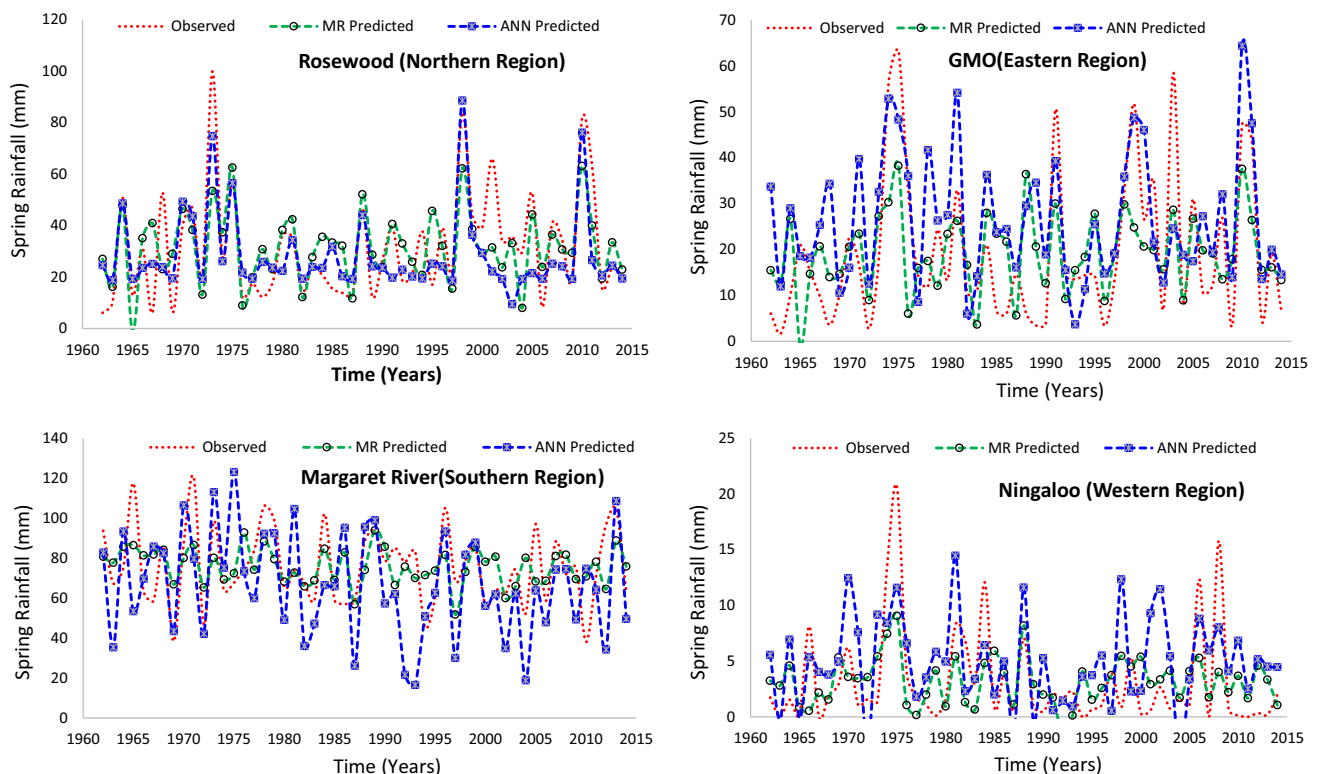 Observed MR Predicted ANN Predicted
Rosewood (Northern Region)
Spring Rainfall (mm)
120
100
80
60
40
20
0
1960 1965 1970 1975 1980 1985 1990 1995 2000 2005 2010 2015
Time (Years)
Observed MR Predicted ANN Predicted
GMO(Eastern Region)
Spring Rainfall (mm)
70
60
50
40
30
20
10
0
1960 1965 1970 1975 1980 1985 1990 1995 2000 2005 2010 2015
Time (Years)
Observed MR Predicted ANN Predicted
Margaret River(Southern Region)
Spring Rainfall (mm)
140
120
100
80
60
40
20
0
1960 1965 1970 1975 1980 1985 1990 1995 2000 2005 2010 2015
Time (Years)
Observed MR Predicted ANN Predicted
Ningaloo (Western Region)
Spring Rainfall (mm)
25
20
15
10
5
0
1960 1965 1970 1975 1980 1985 1990 1995 2000 2005 2010 2015
Time (Years)